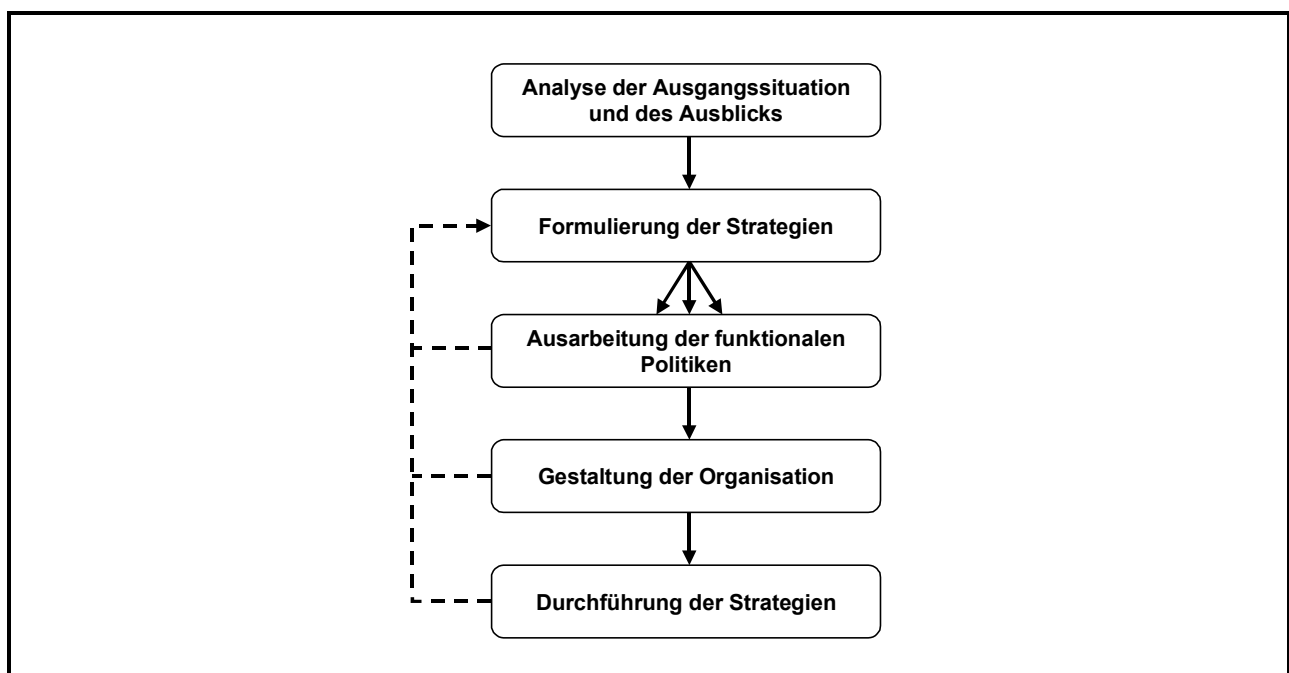 Analyse der Ausgangssituation
und des Ausblicks
Formulierung der Strategien
Ausarbeitung der funktionalen
Politiken
Gestaltung der Organisation
Durchführung der Strategien